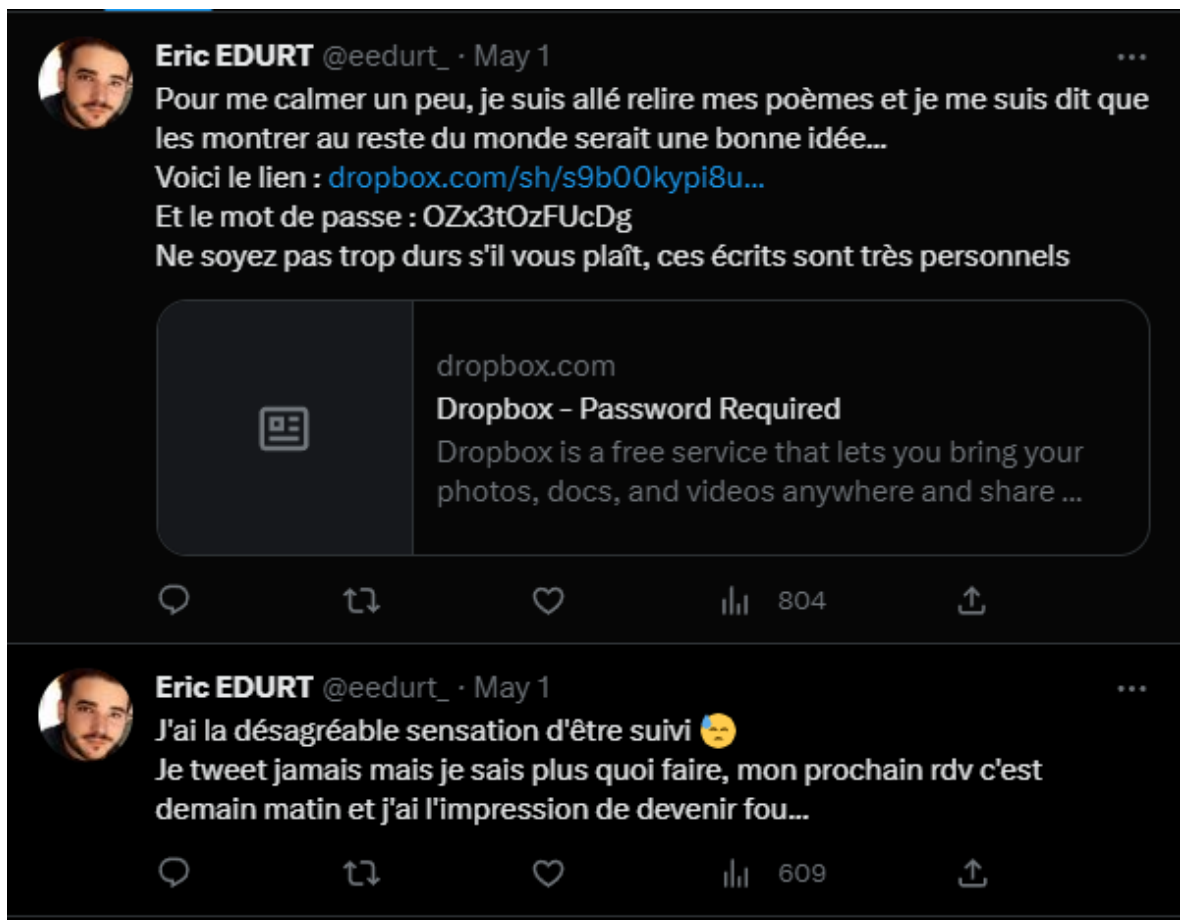 Eric EDURT @eedurt_ · May 1
Pour me calmer un peu, je suis allé relire mes poèmes et je me suis dit que
les montrer au reste du monde serait une bonne idée...
Voici le lien : dropbox.com/sh/s9b00kypi8u...
Et le mot de passe : OZx3tOzFUcDg
Ne soyez pas trop durs s'il vous plaît, ces écrits sont très personnels
dropbox.com
Dropbox - Password Required
Dropbox is a free service that lets you bring your
photos, docs, and videos anywhere and share ...
804
Eric EDURT @eedurt_ · May 1
J'ai la désagréable sensation d'être suivi 😓
Je tweet jamais mais je sais plus quoi faire, mon prochain rdv c'est
demain matin et j'ai l'impression de devenir fou...
609